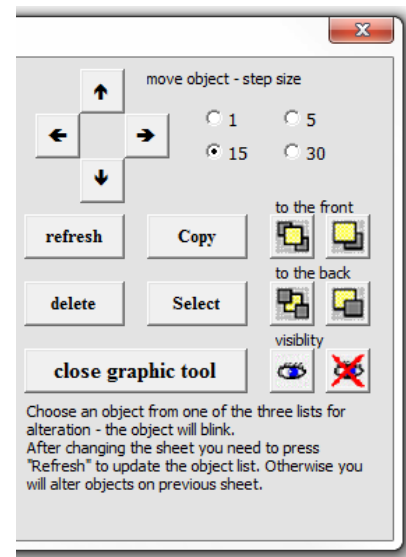 move object - step size
1 5
15 30
to the front
refresh Copy
to the back
delete Select
visiblity
close graphic tool
Choose an object from one of the three lists for
alteration - the object will blink.
After changing the sheet you need to press
"Refresh" to update the object list. Otherwise you
will alter objects on previous sheet.